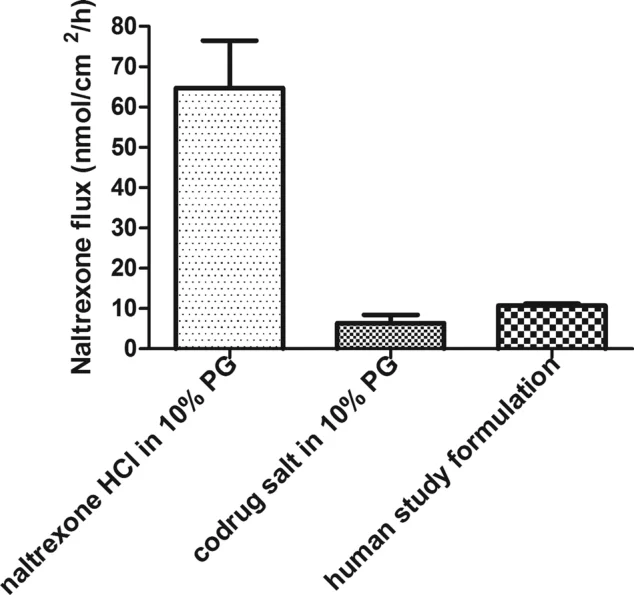 Naltrexone flux (nmol/cm ²/h)
80
70
60
50
40
30
20
10
0
naltrexone HCl in 10% PG
codrug salt in 10% PG
human study formulation